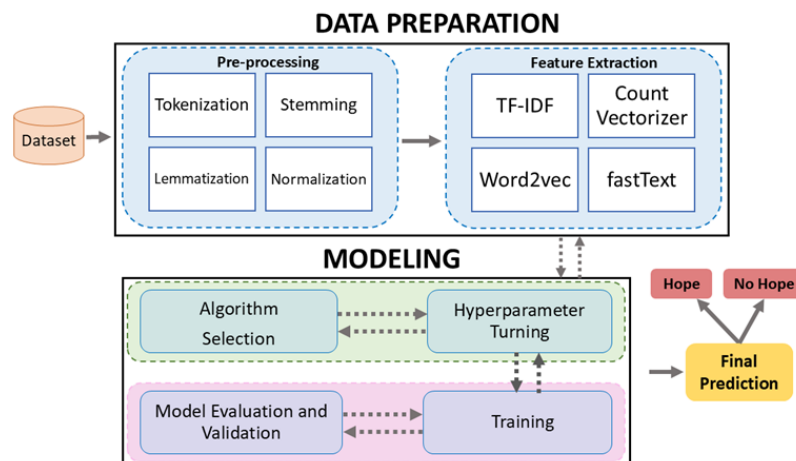 DATA PREPARATION
Pre-processing
Feature Extraction
Tokenization
Stemming
TF-IDF
Count
Vectorizer
Dataset
Lemmatization
Normalization
Word2vec
fastText
MODELING
Algorithm
Selection
Hyperparameter
Turning
Hope
No Hope
Final
Prediction
Model Evaluation and
Validation
Training